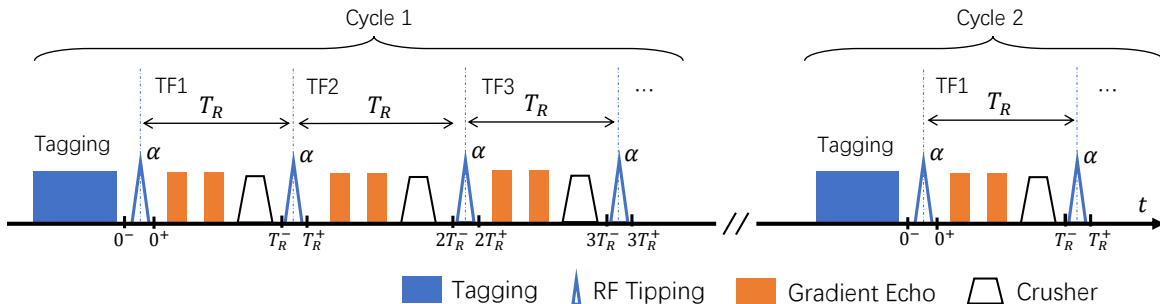 Cycle 1 Cycle 2
TF1 TF2 TF3 ... TF1 ...
T_R T_R T_R T_R
Tagging α α α α Tagging α α
0⁻ 0⁺ T_R⁻ T_R⁺ 2T_R⁻ 2T_R⁺ 3T_R⁻ 3T_R⁺ // 0⁻ 0⁺ T_R⁻ T_R⁺ t
Tagging RF Tipping Gradient Echo Crusher